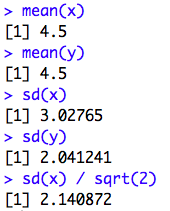 > mean(x)
[1] 4.5
> mean(y)
[1] 4.5
> sd(x)
[1] 3.02765
> sd(y)
[1] 2.041241
> sd(x) / sqrt(2)
[1] 2.140872